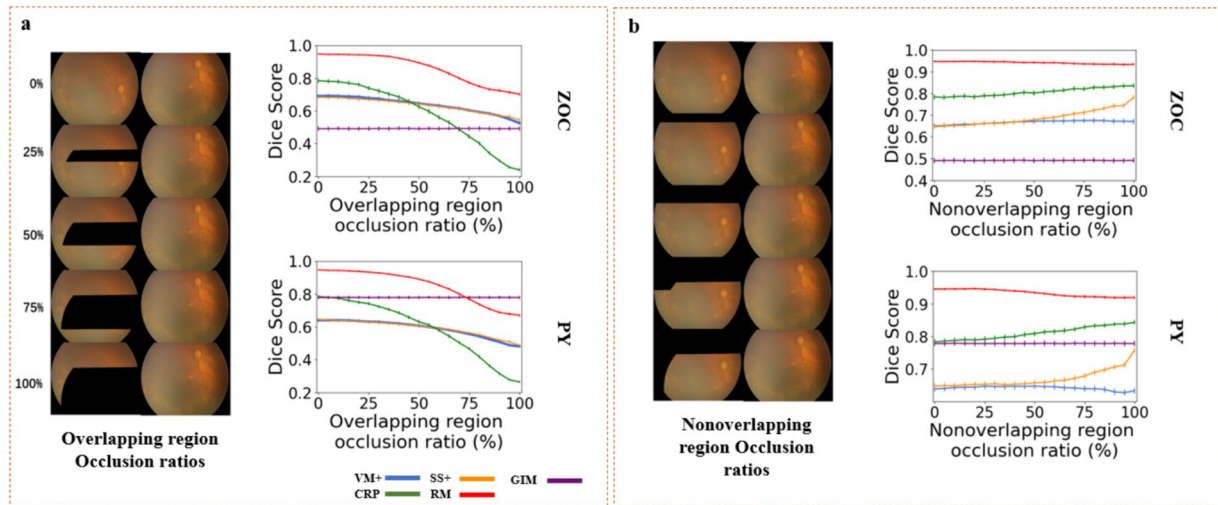 a
0%
25%
50%
75%
100%
Overlapping region
Occlusion ratios
1.0
0.8
0.6
0.4
0.2
Dice Score
0 25 50 75 100
Overlapping region
occlusion ratio (%)
ZOC
1.0
0.8
0.6
0.4
0.2
Dice Score
0 25 50 75 100
Overlapping region
occlusion ratio (%)
PY
VM+ SS+ GIM
CRP RM
b
Nonoverlapping
region Occlusion
ratios
1.0
0.9
0.8
0.7
0.6
0.5
0.4
Dice Score
0 25 50 75 100
Nonoverlapping region
occlusion ratio (%)
ZOC
1.0
0.9
0.8
0.7
Dice Score
0 25 50 75 100
Nonoverlapping region
occlusion ratio (%)
PY